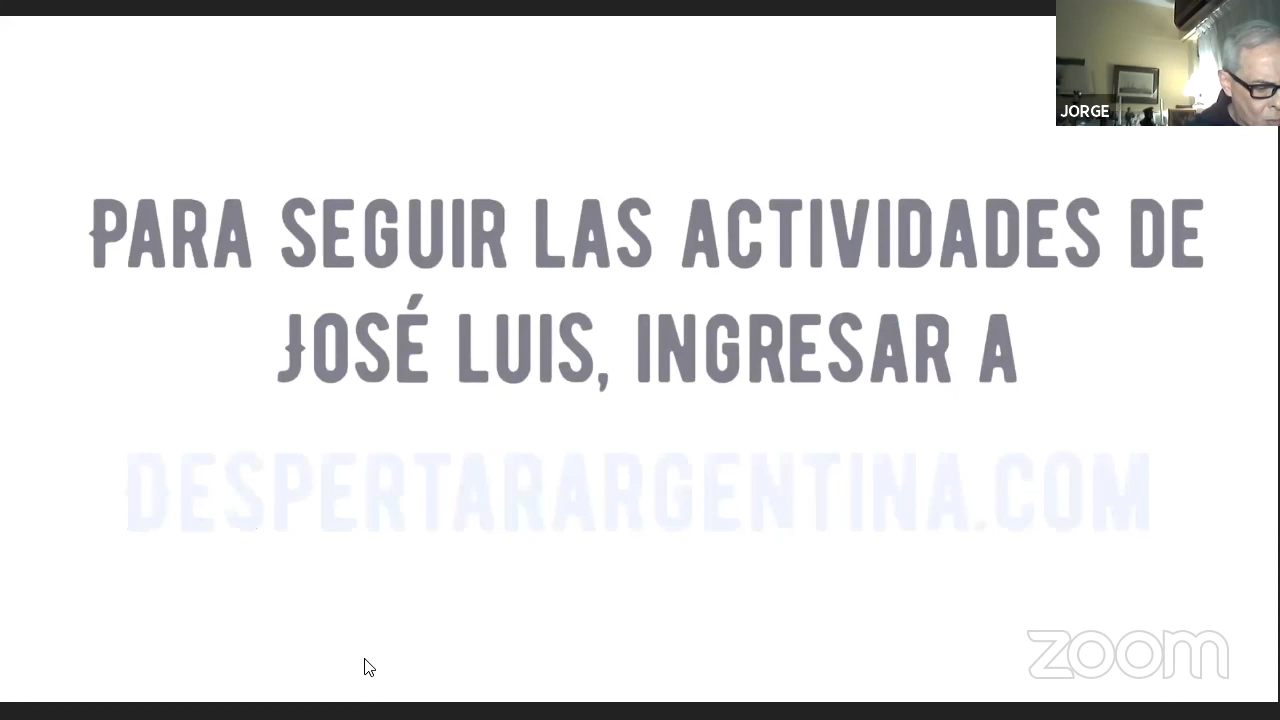 JORGE
PARA SEGUIR LAS ACTIVIDADES DE
JOSÉ LUIS, INGRESAR A
DESPERTARARGENTINA.COM
zoom